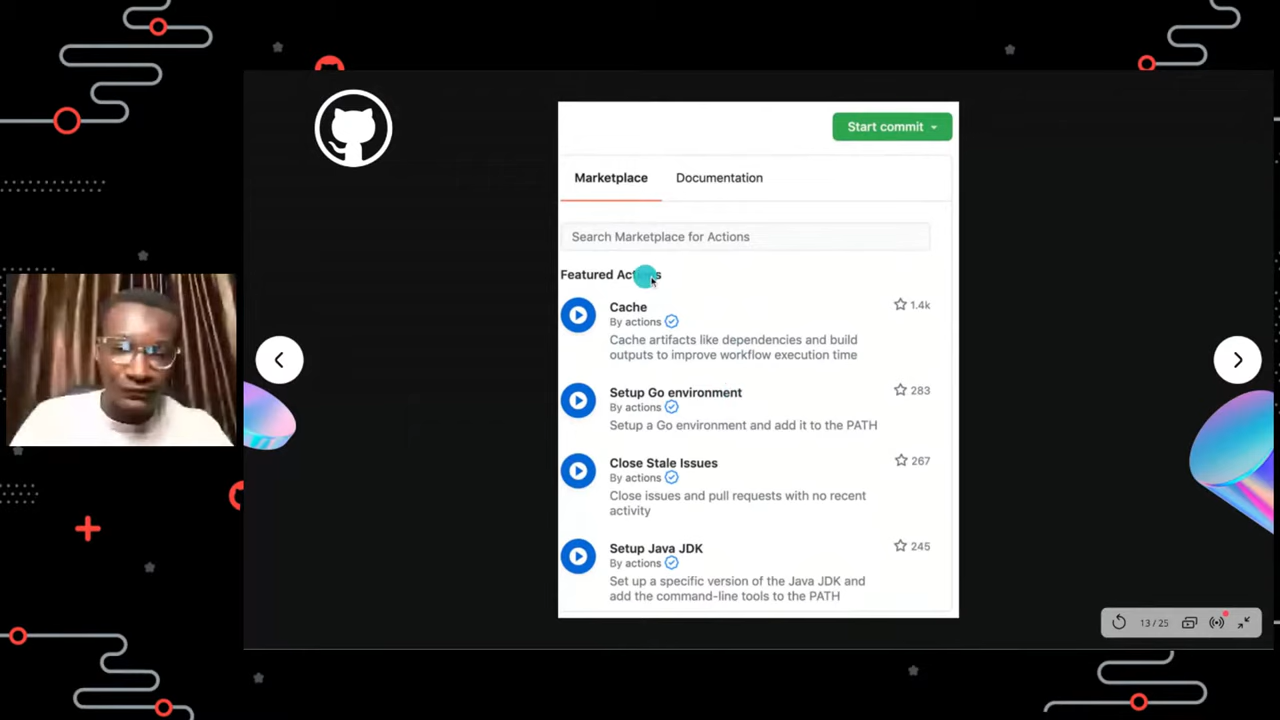 Start commit
Marketplace
Documentation
Search Marketplace for Actions
Featured Actions
Cache
1.4k
By actions
Cache artifacts like dependencies and build
outputs to improve workflow execution time
Setup Go environment
283
By actions
Setup a Go environment and add it to the PATH
Close Stale Issues
267
By actions
Close issues and pull requests with no recent
activity
Setup Java JDK
245
By actions
Set up a specific version of the Java JDK and
add the command-line tools to the PATH
13 / 25